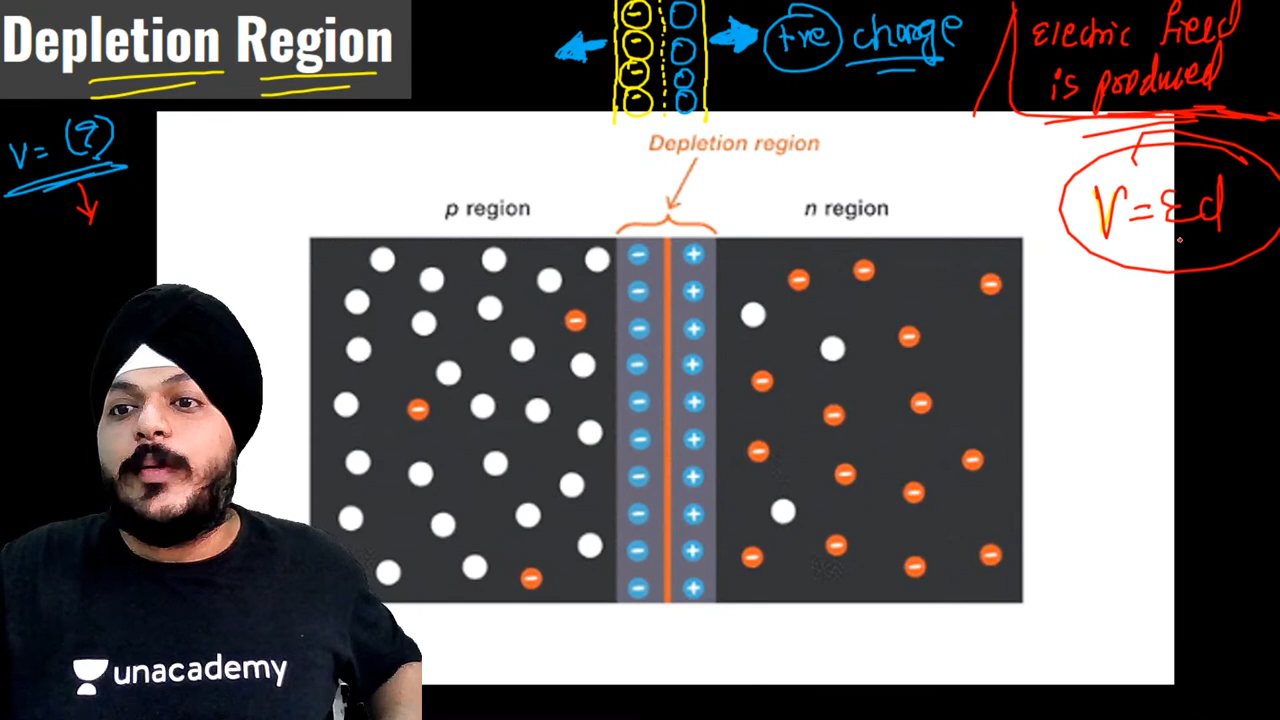 Depletion Region
+ve charge
Electric field
is produced
V = (?)
V = Ed
Depletion region
p region
n region
unacademy